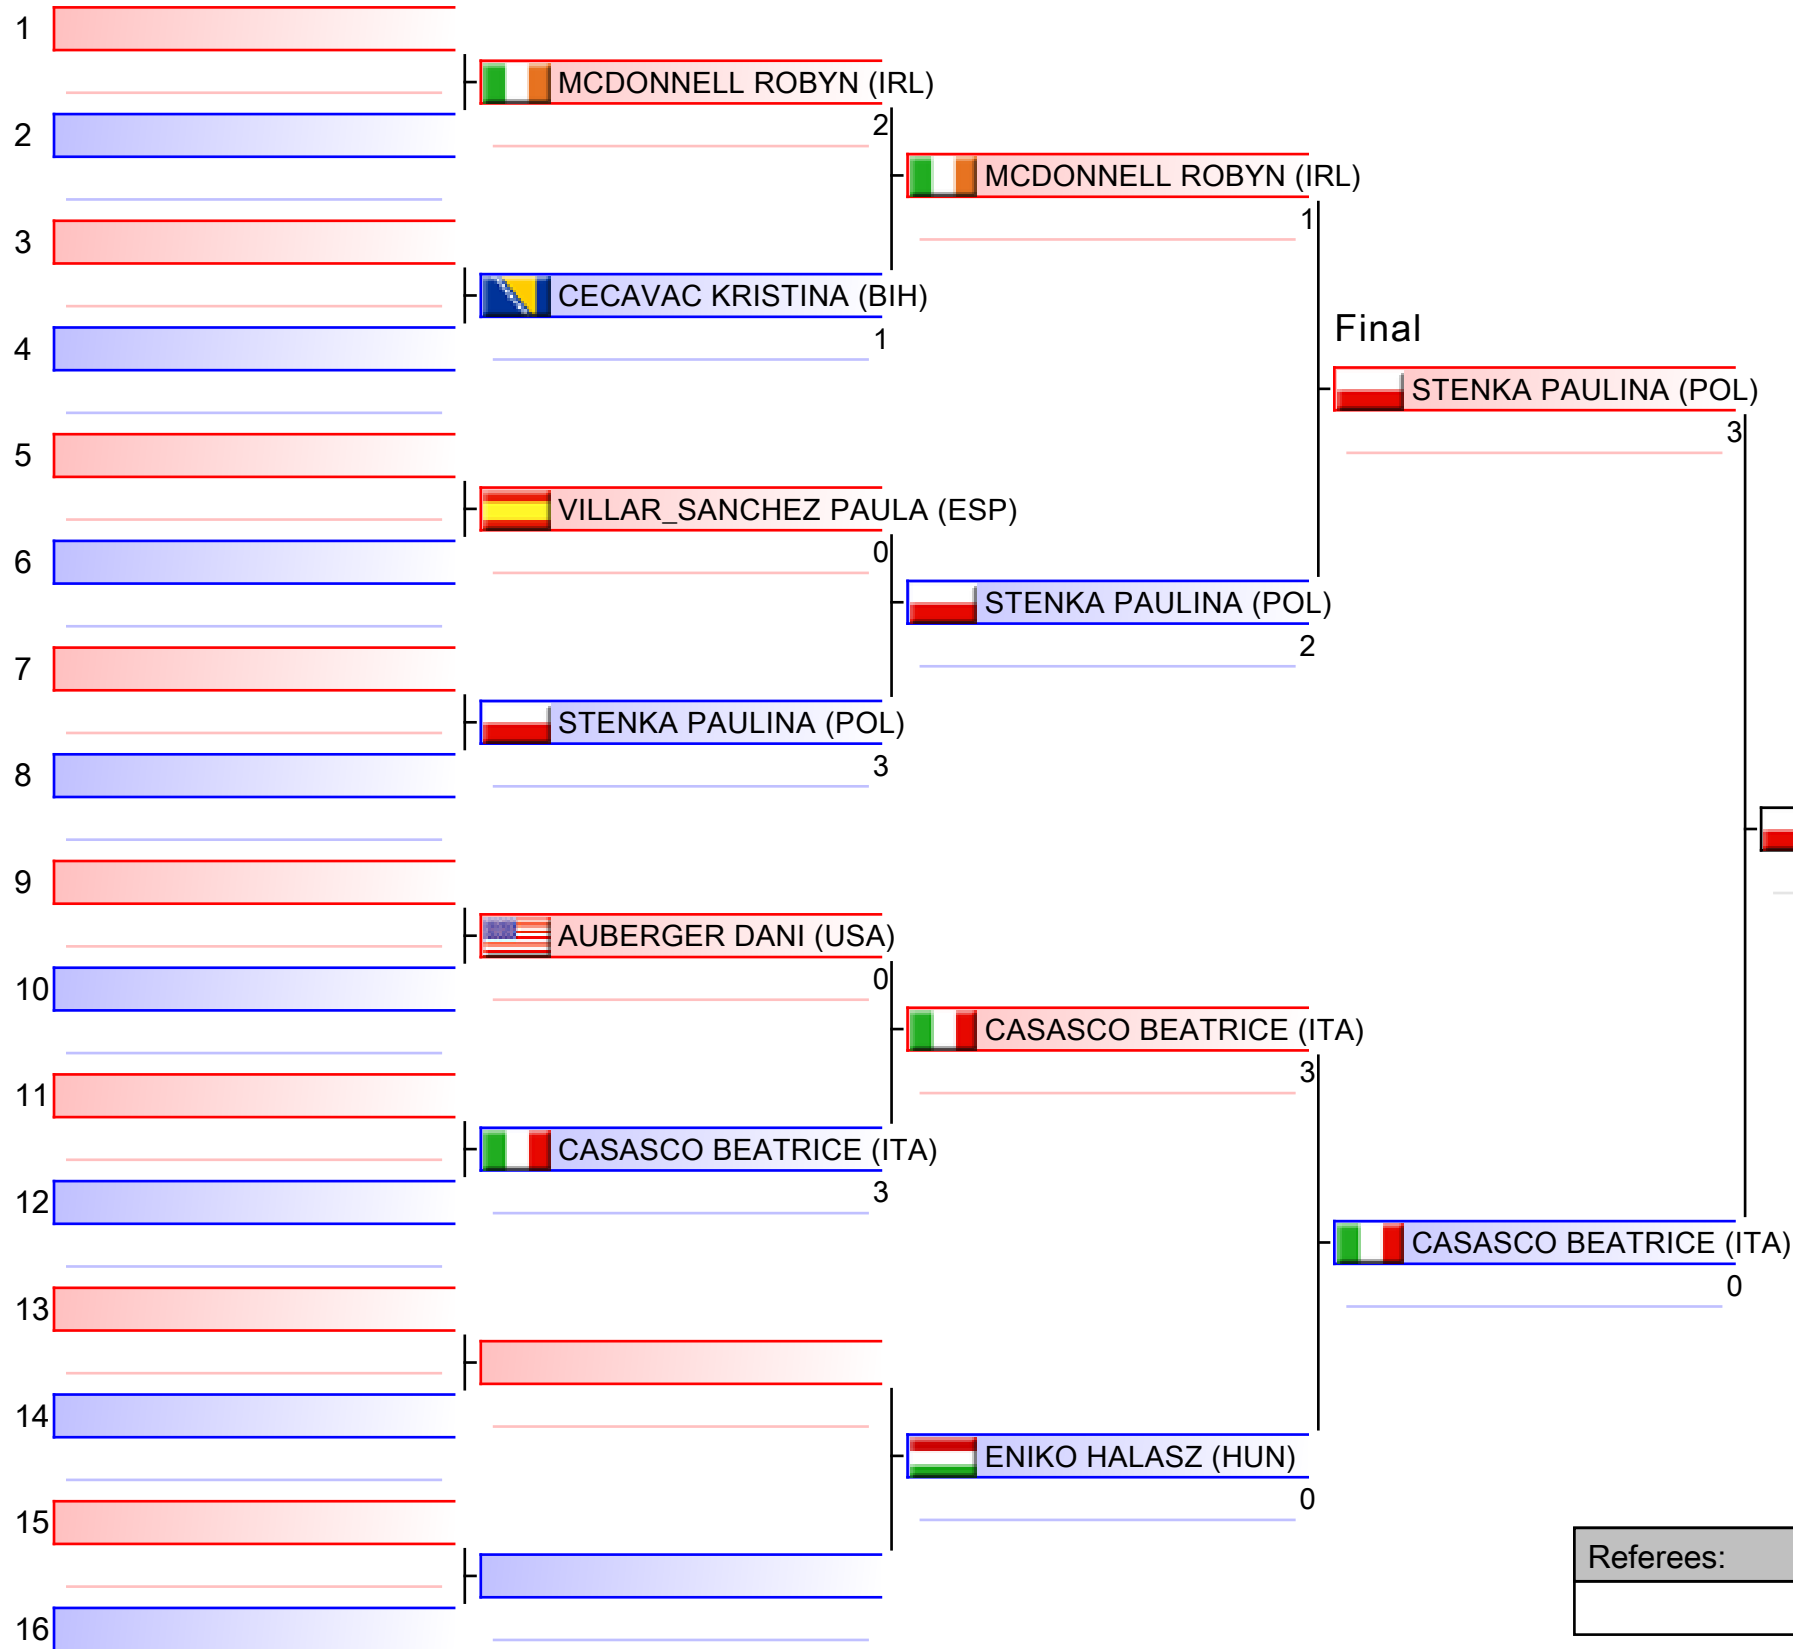 1
MCDONNELL ROBYN (IRL)
2
2
MCDONNELL ROBYN (IRL)
1
3
CECAVAC KRISTINA (BIH)
1
4
Final
STENKA PAULINA (POL)
3
5
VILLAR_SANCHEZ PAULA (ESP)
0
6
STENKA PAULINA (POL)
2
7
STENKA PAULINA (POL)
3
8
9
AUBERGER DANI (USA)
0
10
CASASCO BEATRICE (ITA)
3
11
CASASCO BEATRICE (ITA)
3
12
CASASCO BEATRICE (ITA)
0
13
14
ENIKO HALASZ (HUN)
0
15
Referees:
16